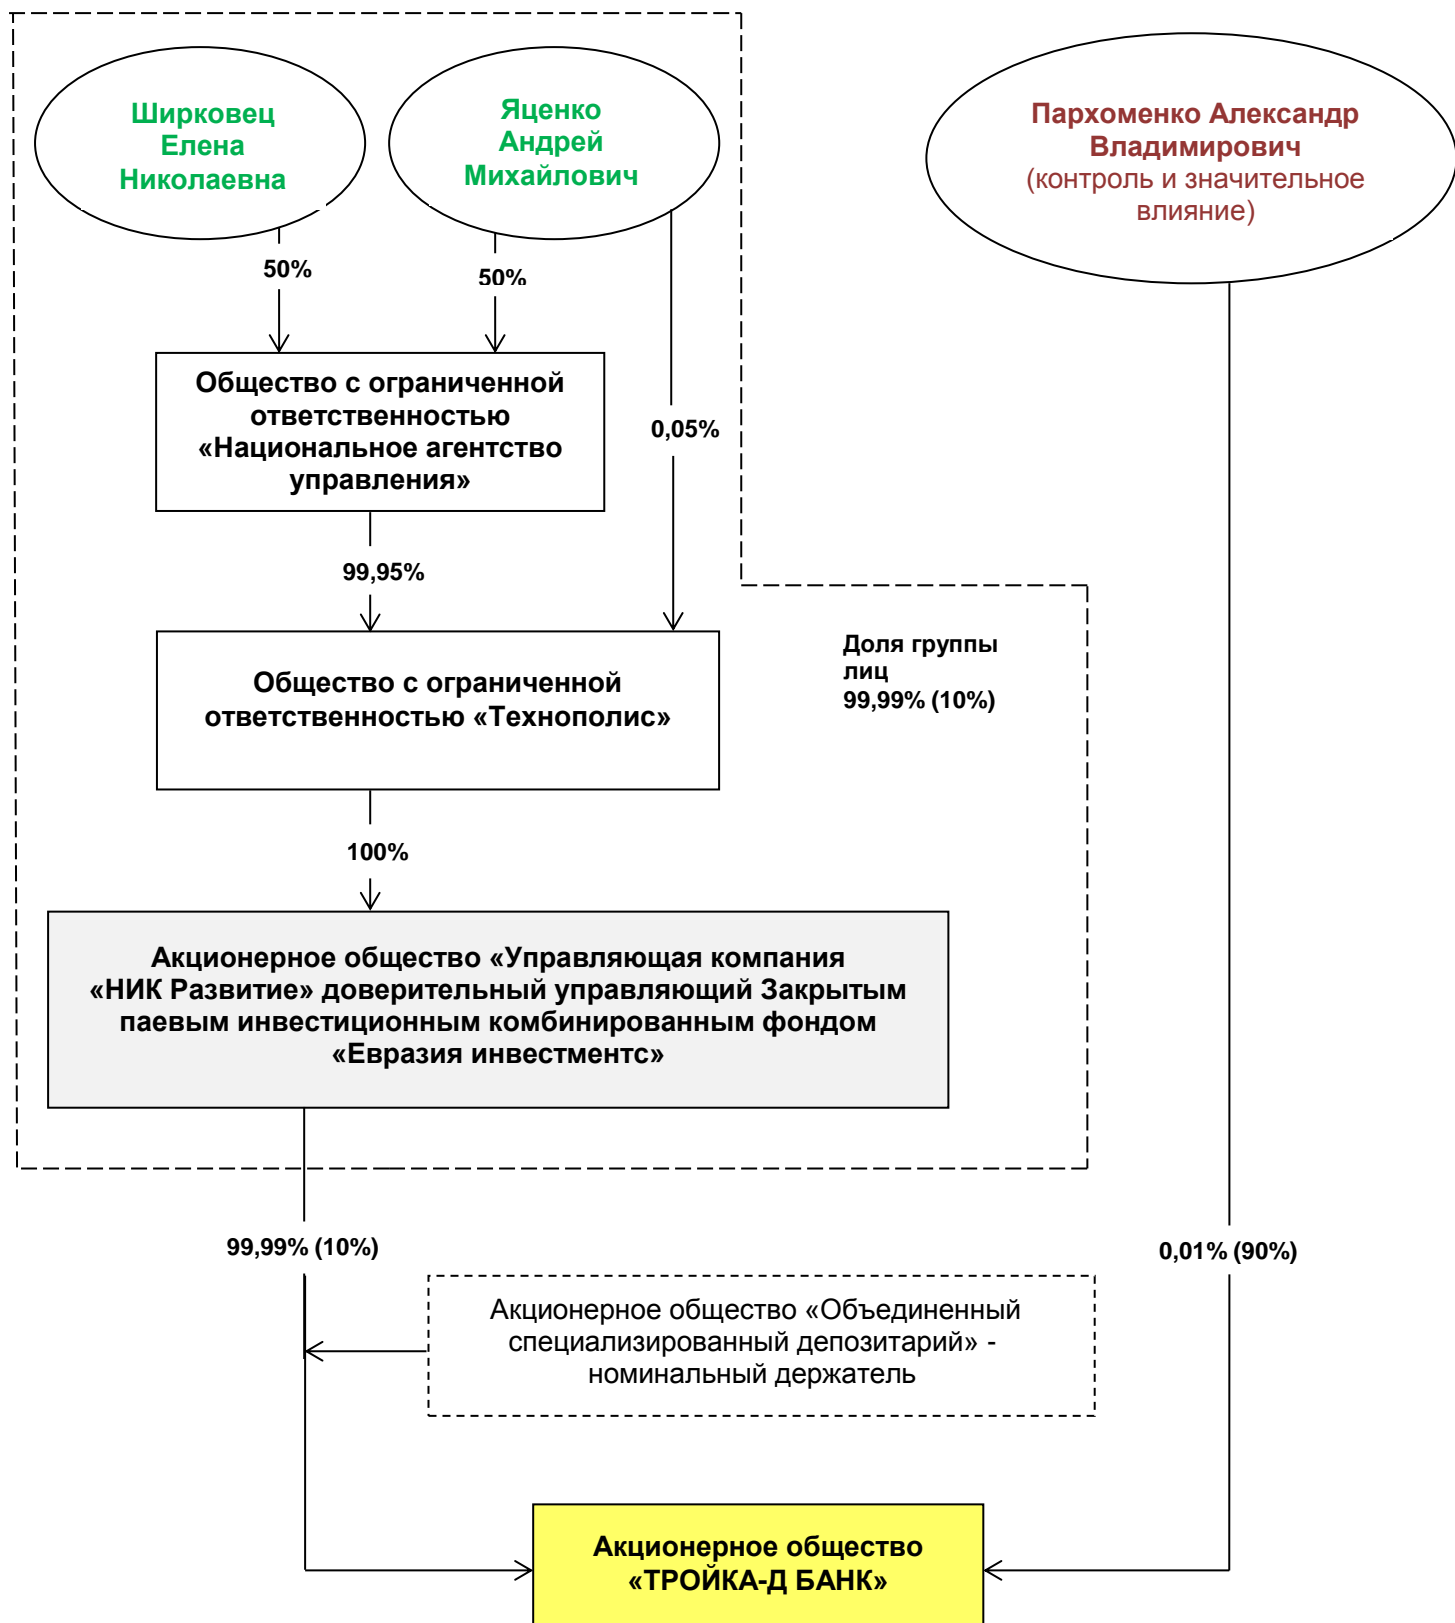 Ширковец
Елена
Николаевна
Яценко
Андрей
Михайлович
Пархоменко Александр
Владимирович
(контроль и значительное
влияние)
50%
50%
Общество с ограниченной
ответственностью
«Национальное агентство
управления»
0,05%
99,95%
Общество с ограниченной
ответственностью «Технополис»
Доля группы
лиц
99,99% (10%)
100%
Акционерное общество «Управляющая компания
«НИК Развитие» доверительный управляющий Закрытым
паевым инвестиционным комбинированным фондом
«Евразия инвестментс»
99,99% (10%)
0,01% (90%)
Акционерное общество «Объединенный
специализированный депозитарий» -
номинальный держатель
Акционерное общество
«ТРОЙКА-Д БАНК»